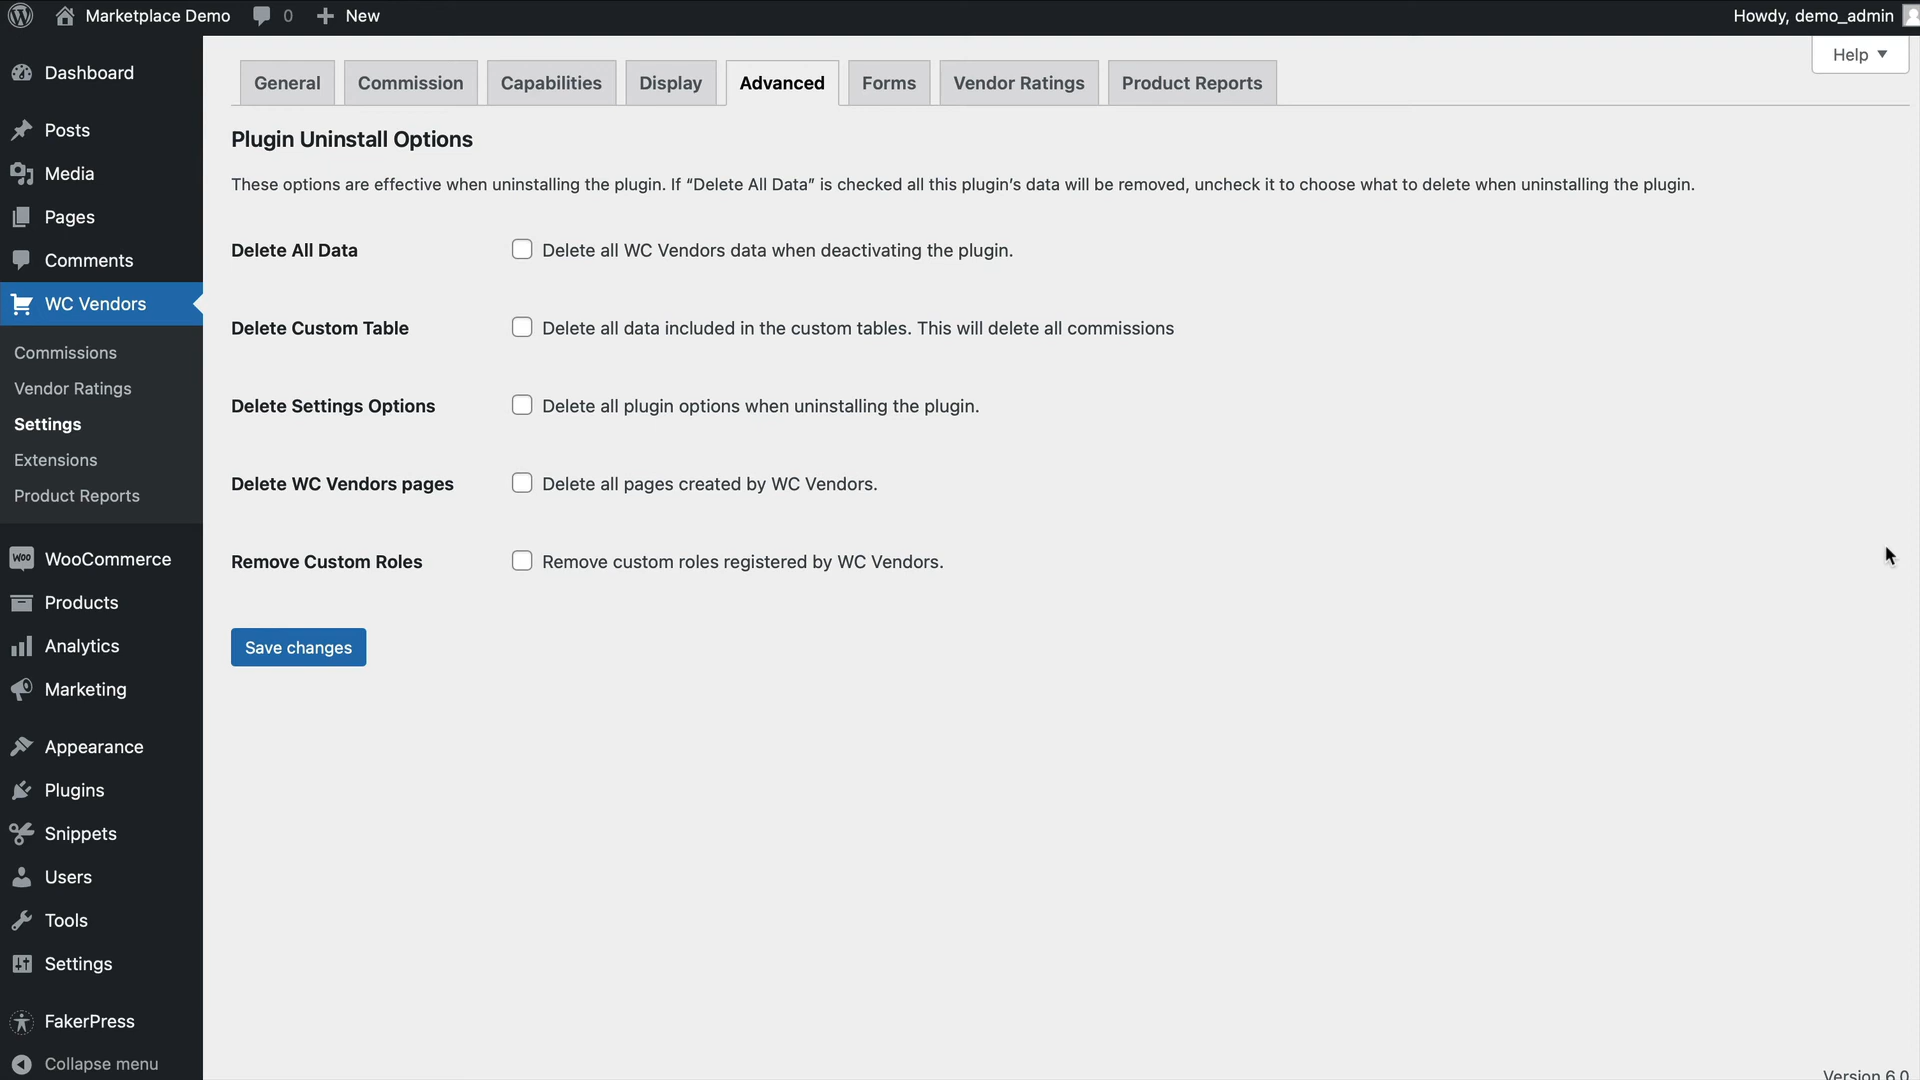 Marketplace Demo 0 New Howdy, demo_admin
Help
General Commission Capabilities Display Advanced Forms Vendor Ratings Product Reports
Dashboard
Posts
Media
Pages
Comments
WC Vendors
Commissions
Vendor Ratings
Settings
Extensions
Product Reports
Woo WooCommerce
Products
Analytics
Marketing
Appearance
Plugins
Snippets
Users
Tools
Settings
FakerPress
Collapse menu
Plugin Uninstall Options
These options are effective when uninstalling the plugin. If “Delete All Data” is checked all this plugin’s data will be removed, uncheck it to choose what to delete when uninstalling the plugin.
Delete All Data Delete all WC Vendors data when deactivating the plugin.
Delete Custom Table Delete all data included in the custom tables. This will delete all commissions
Delete Settings Options Delete all plugin options when uninstalling the plugin.
Delete WC Vendors pages Delete all pages created by WC Vendors.
Remove Custom Roles Remove custom roles registered by WC Vendors.
Save changes
Version 6.0